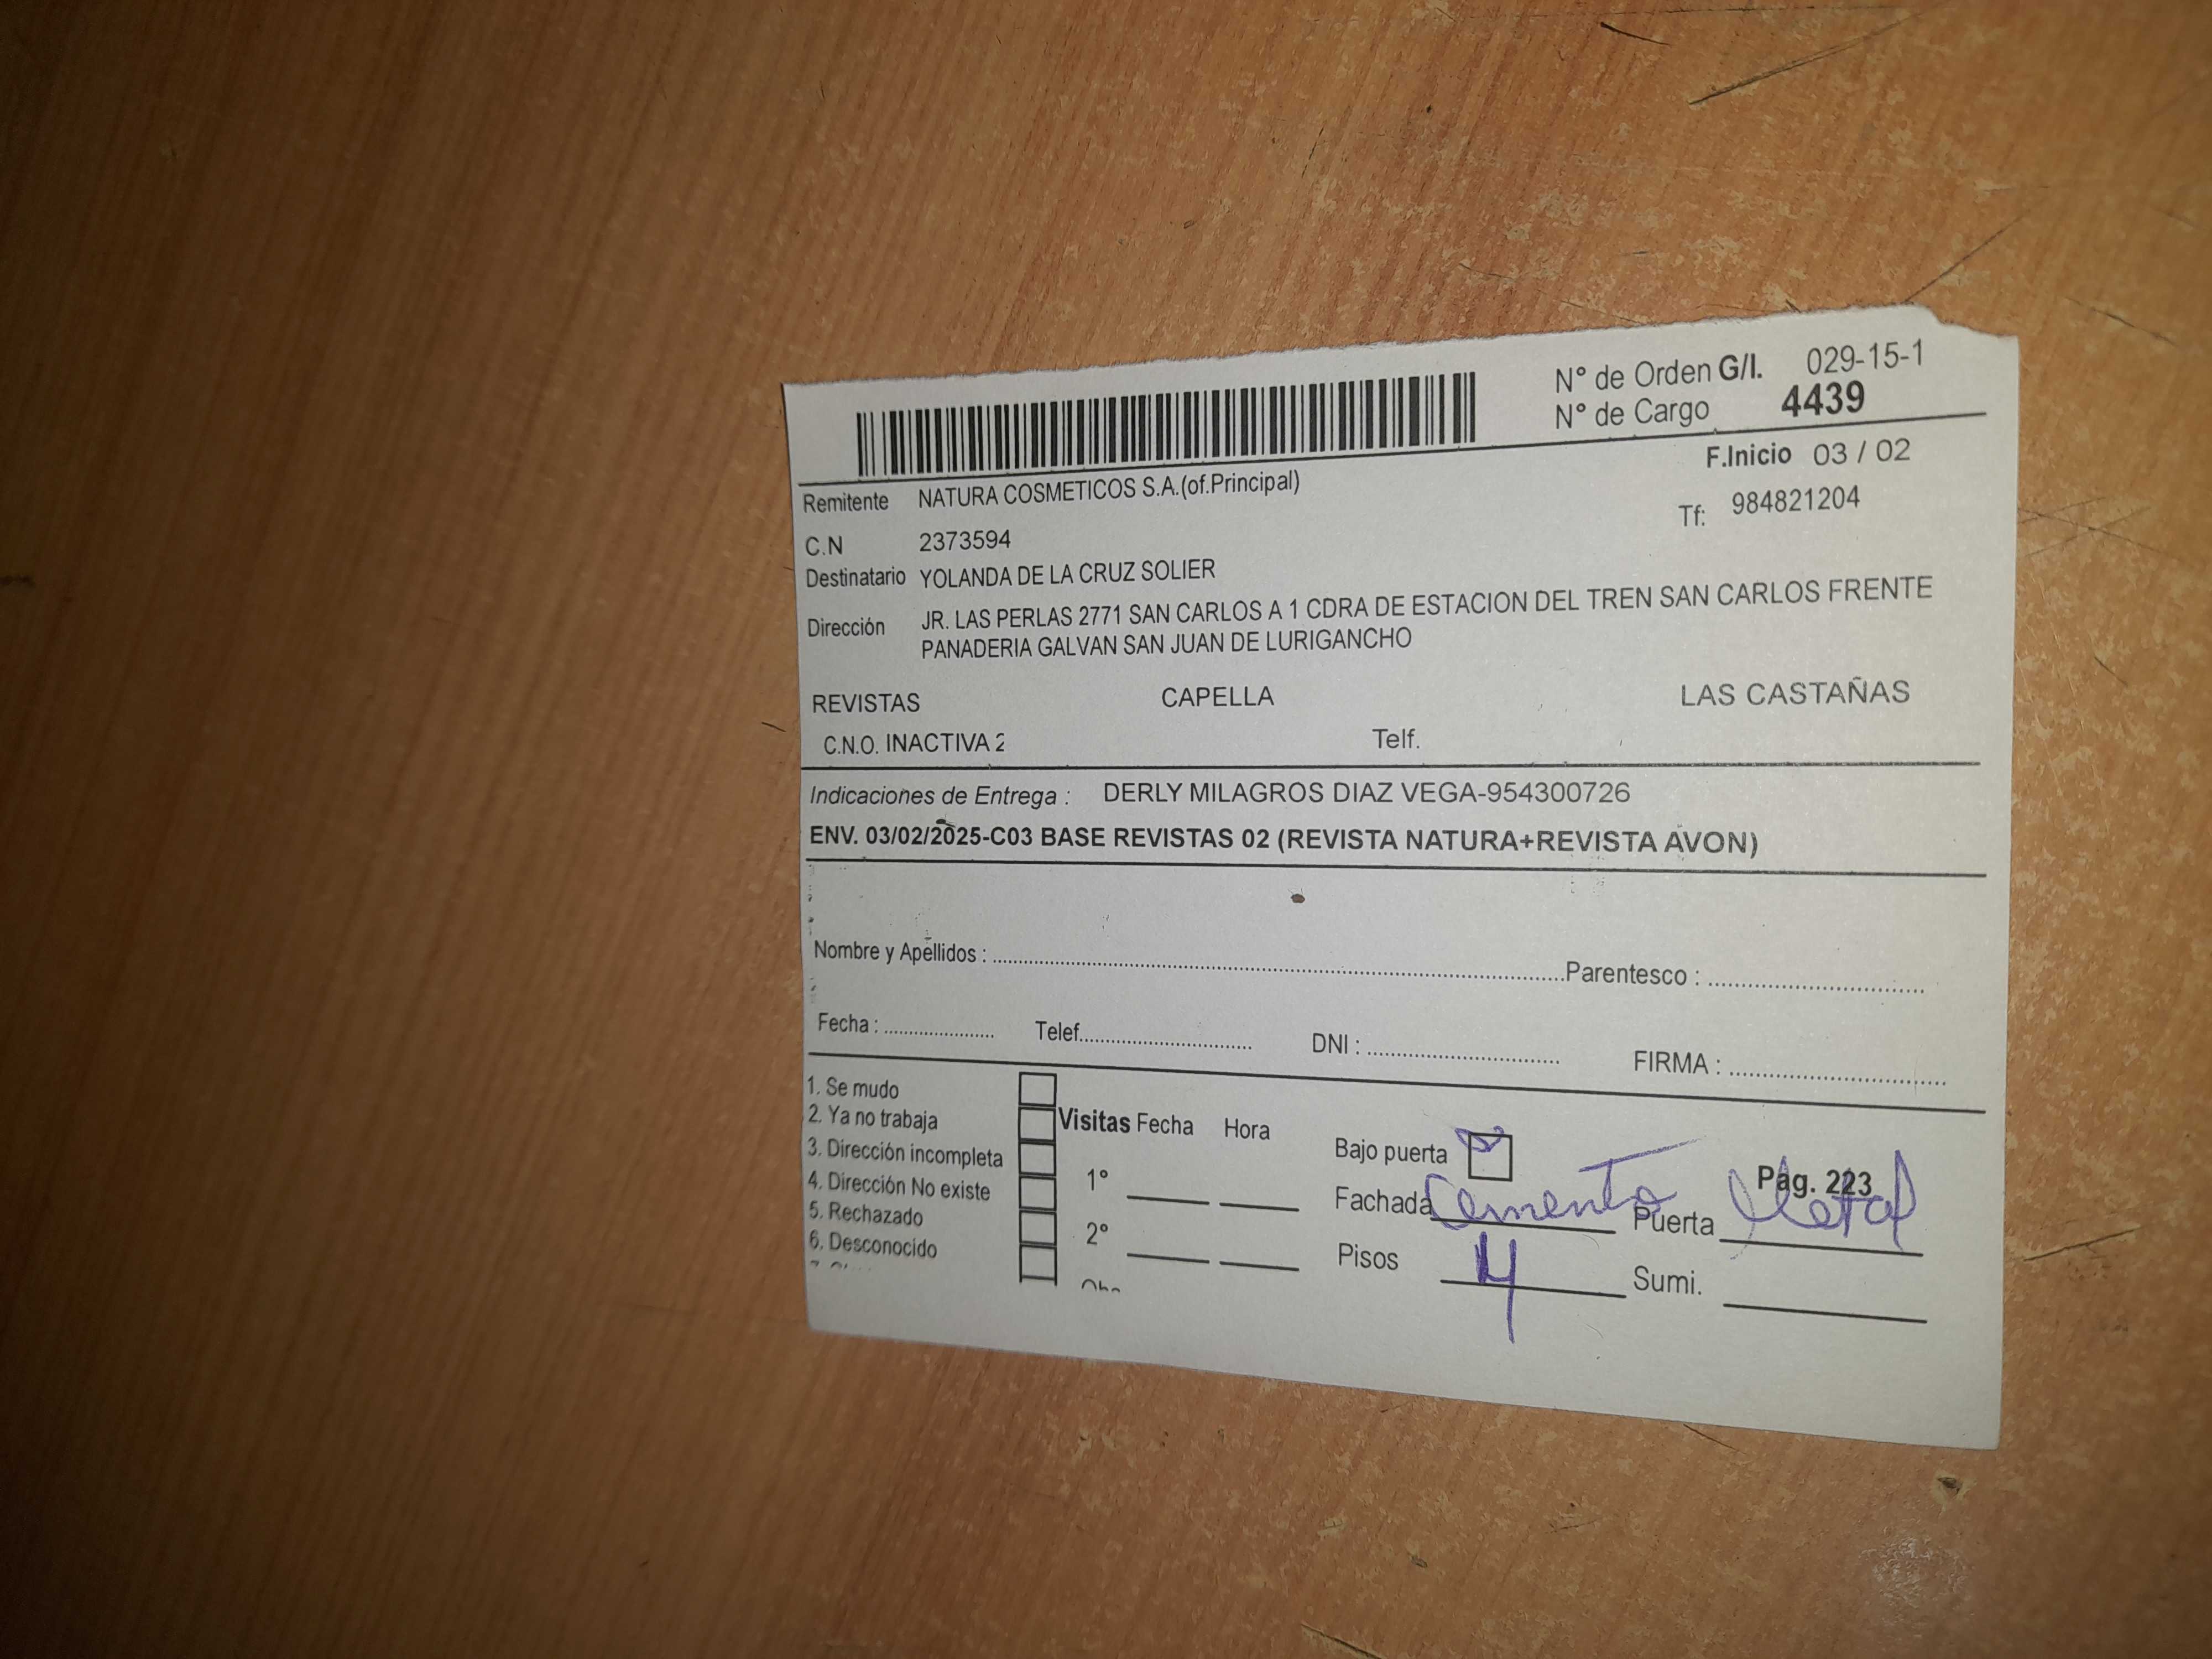 N° de Orden G/I. 029-15-1
N° de Cargo 4439
F.Inicio 03 / 02
Remitente NATURA COSMETICOS S.A.(of.Principal)
Tf: 984821204
C.N 2373594
Destinatario YOLANDA DE LA CRUZ SOLIER
Dirección JR. LAS PERLAS 2771 SAN CARLOS A 1 CDRA DE ESTACION DEL TREN SAN CARLOS FRENTE
PANADERIA GALVAN SAN JUAN DE LURIGANCHO
REVISTAS CAPELLA LAS CASTAÑAS
C.N.O. INACTIVA 2 Telf.
Indicaciones de Entrega : DERLY MILAGROS DIAZ VEGA-954300726
ENV. 03/02/2025-C03 BASE REVISTAS 02 (REVISTA NATURA+REVISTA AVON)
Nombre y Apellidos : Parentesco :
Fecha : Telef. DNI : FIRMA :
1. Se mudo
2. Ya no trabaja
3. Dirección incompleta
4. Dirección No existe
5. Rechazado
6. Desconocido
Visitas Fecha Hora
1°
2°
Bajo puerta
Pág. 223
Fachada Cemento Puerta Metal
Pisos 4 Sumi.